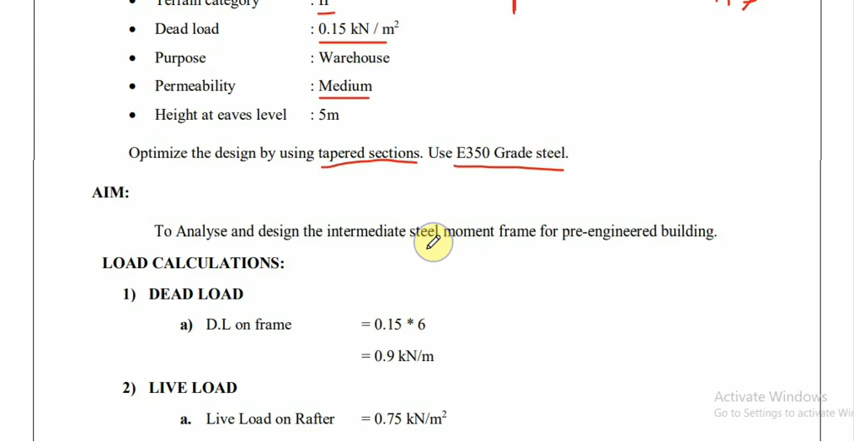 • Terrain category : II
• Dead load : 0.15 kN / m²
• Purpose : Warehouse
• Permeability : Medium
• Height at eaves level : 5m
Optimize the design by using tapered sections. Use E350 Grade steel.
AIM:
To Analyse and design the intermediate steel moment frame for pre-engineered building.
LOAD CALCULATIONS:
1) DEAD LOAD
a) D.L on frame = 0.15 * 6
= 0.9 kN/m
2) LIVE LOAD
a. Live Load on Rafter = 0.75 kN/m²
Activate Windows
Go to Settings to activate Wi